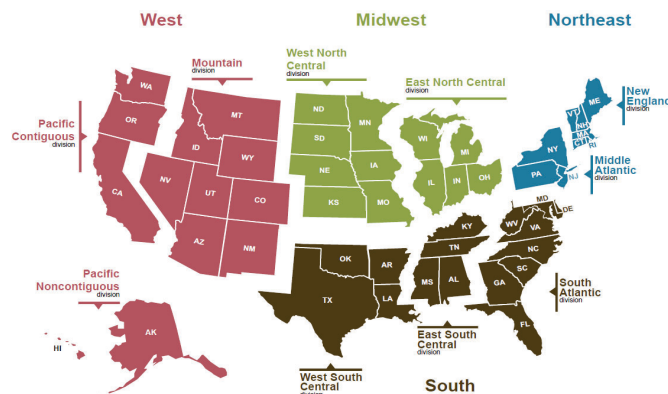 West
Midwest
Northeast
Mountain
division
West North
Central
division
East North Central
division
New
England
division
Pacific
Contiguous
division
Middle
Atlantic
division
WA
OR
CA
MT
ID
WY
NV
UT
CO
AZ
NM
ND
MN
SD
NE
IA
KS
MO
WI
MI
IL
IN
OH
ME
VT
NH
MA
CT
RI
NY
PA
NJ
MD
DE
WV
VA
KY
TN
NC
SC
OK
AR
TX
LA
MS
AL
GA
FL
Pacific
Noncontiguous
division
AK
HI
South
Atlantic
division
East South
Central
division
West South
Central
division
South